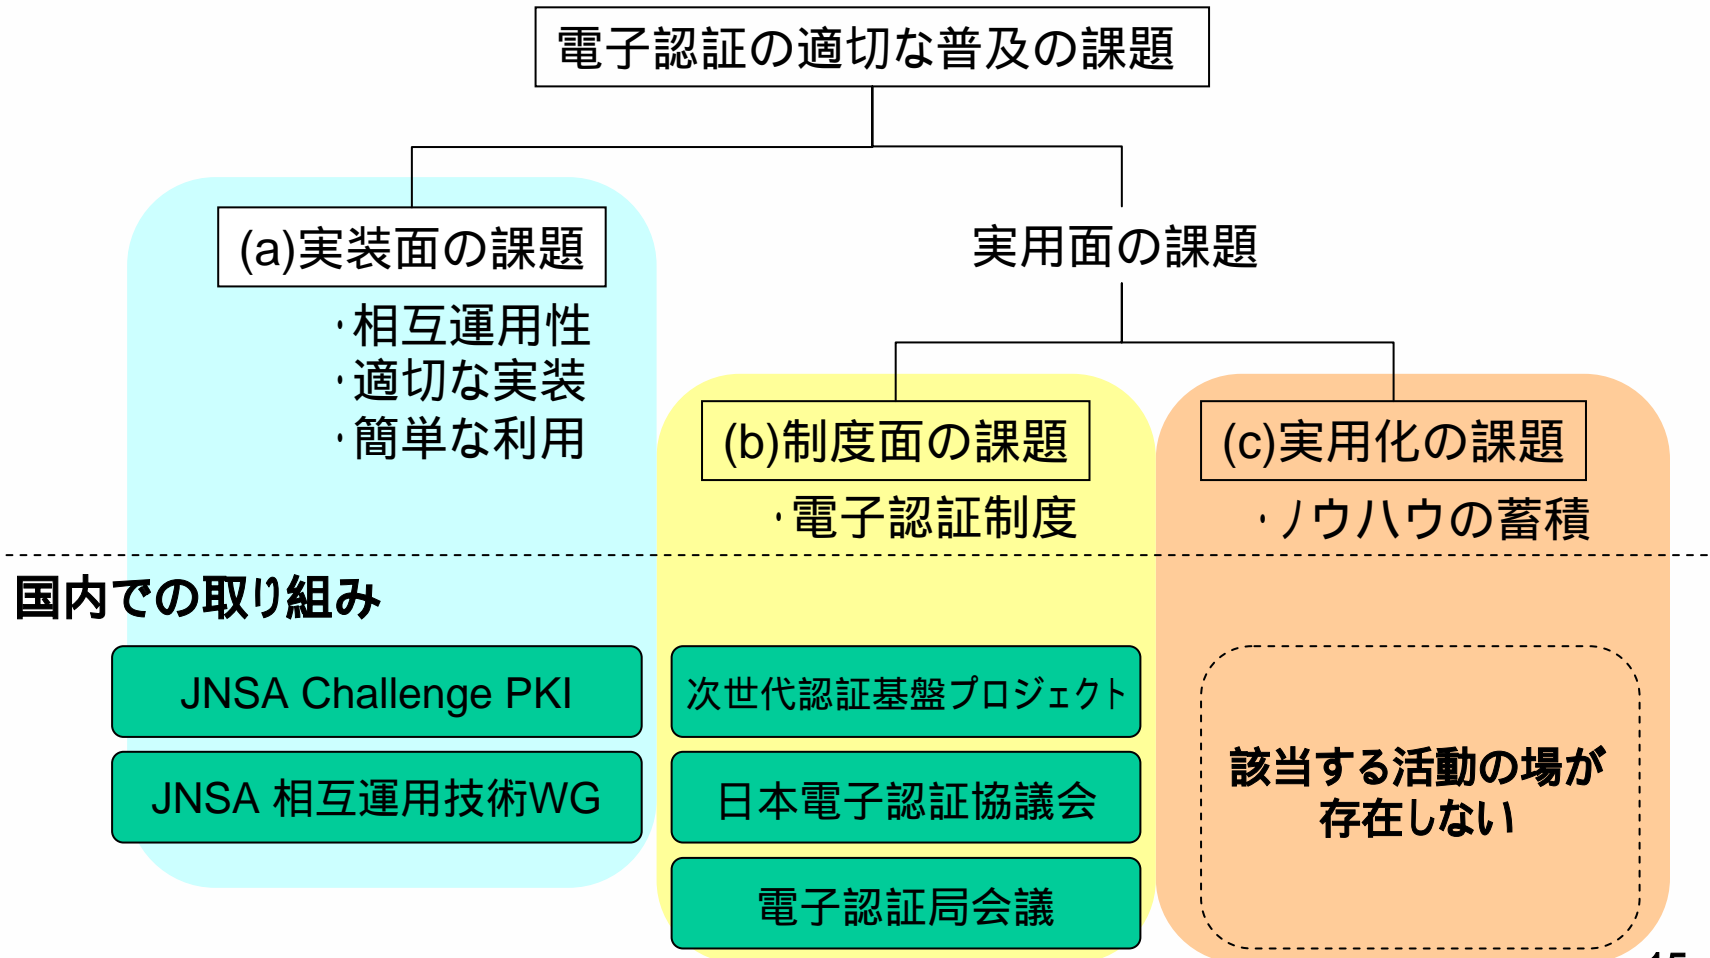 電子認証の適切な普及の課題
(a)実装面の課題
・相互運用性
・適切な実装
・簡単な利用
実用面の課題
(b)制度面の課題
・電子認証制度
(c)実用化の課題
・ノウハウの蓄積
国内での取り組み
JNSA Challenge PKI
JNSA 相互運用技術WG
次世代認証基盤プロジェクト
日本電子認証協議会
電子認証局会議
該当する活動の場が
存在しない